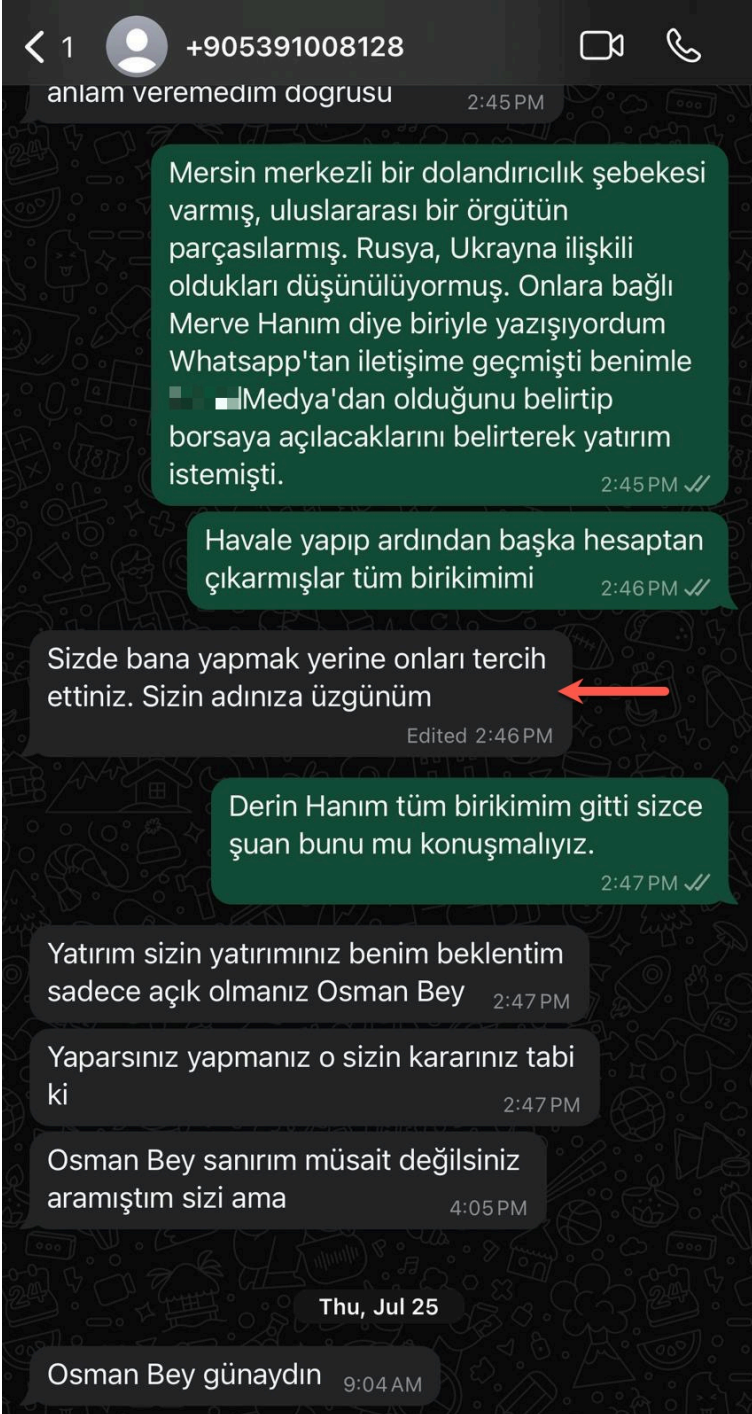 1
+905391008128
anlam veremedim doğrusu
2:45 PM
Mersin merkezli bir dolandırıcılık şebekesi
varmış, uluslararası bir örgütün
parçasılarmış. Rusya, Ukrayna ilişkili
oldukları düşünülüyormuş. Onlara bağlı
Merve Hanım diye biriyle yazışıyordum
Whatsapp'tan iletişime geçmişti benimle
Medya'dan olduğunu belirtip
borsaya açılacaklarını belirterek yatırım
istemişti.
2:45 PM
Havale yapıp ardından başka hesaptan
çıkarmışlar tüm birikimimi
2:46 PM
Sizde bana yapmak yerine onları tercih
ettiniz. Sizin adınıza üzgünüm
Edited 2:46 PM
Derin Hanım tüm birikimim gitti sizce
şuan bunu mu konuşmalıyız.
2:47 PM
Yatırım sizin yatırımınız benim beklentim
sadece açık olmanız Osman Bey
2:47 PM
Yaparsınız yapmanız o sizin kararınız tabi
ki
2:47 PM
Osman Bey sanırım müsait değilsiniz
aramıştım sizi ama
4:05 PM
Thu, Jul 25
Osman Bey günaydın
9:04 AM